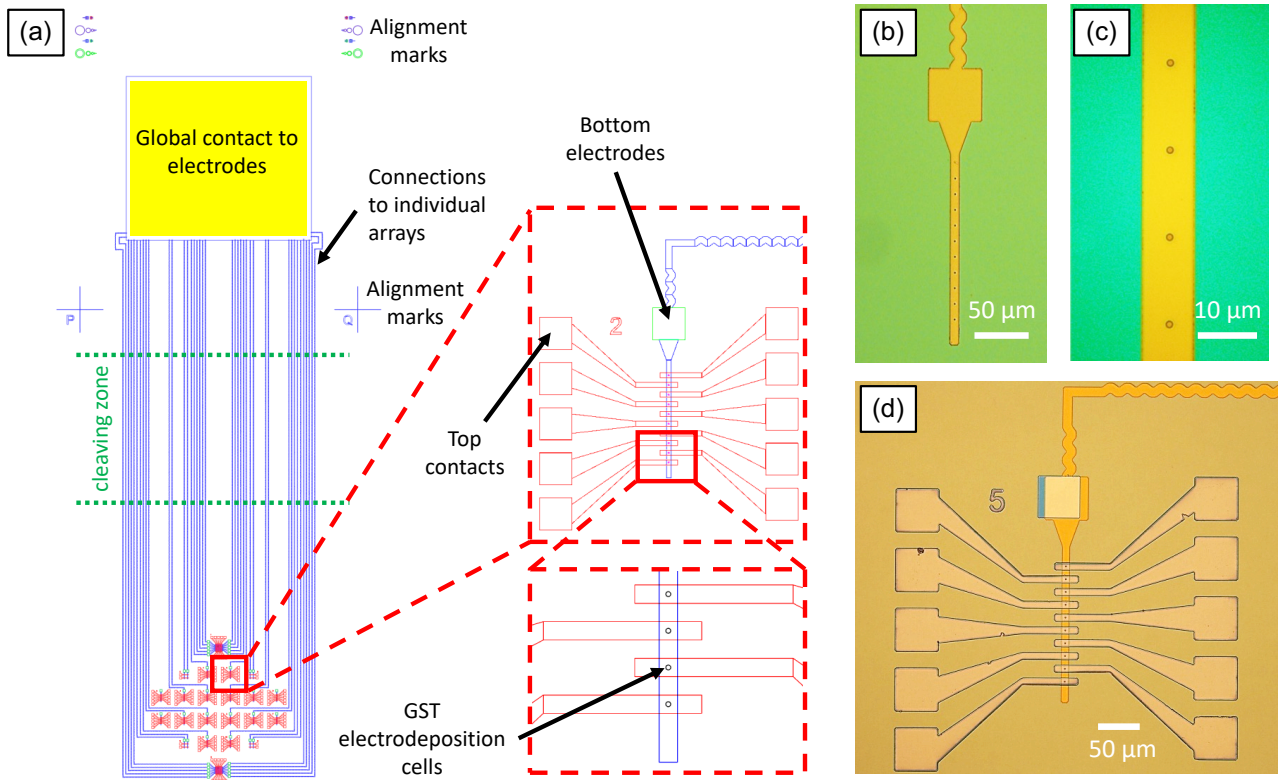 (a)
Alignment
marks
Global contact to
electrodes
Connections
to individual
arrays
Alignment
marks
P
Q
cleaving zone
Bottom
electrodes
2
Top
contacts
GST
electrodeposition
cells
(b)
50 µm
(c)
10 µm
(d)
5
50 µm